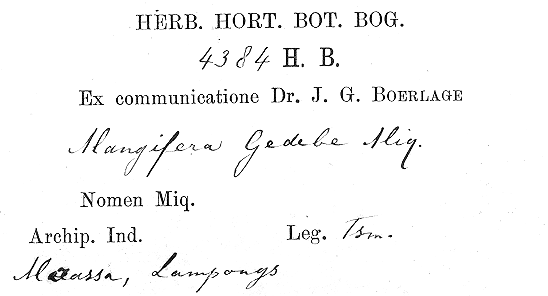 HERB. HORT. BOT. BOG.
4384 H. B.
Ex communicatione Dr. J. G. BOERLAGE
Mangifera Gedebe Miq.
Nomen Miq.
Archip. Ind. Leg. Tsm.
Lampongs